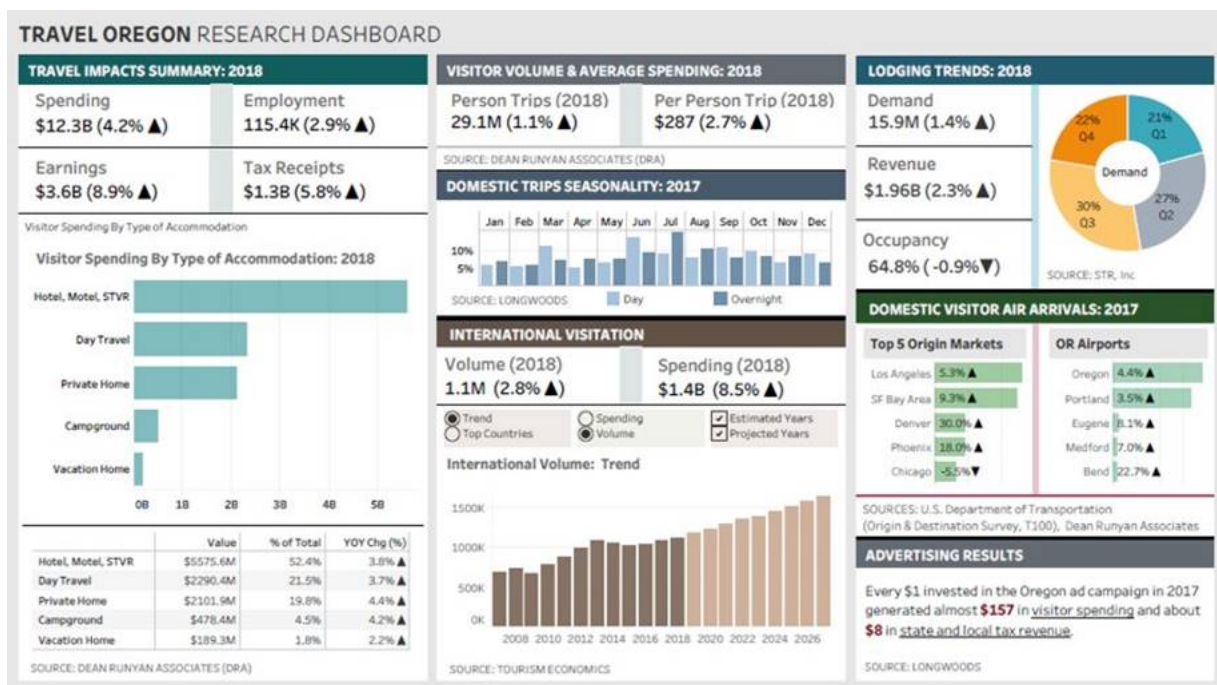 TRAVEL OREGON RESEARCH DASHBOARD
TRAVEL IMPACTS SUMMARY: 2018
Spending
$12.3B (4.2% ▲)
Employment
115.4K (2.9% ▲)
Earnings
$3.6B (8.9% ▲)
Tax Receipts
$1.3B (5.8% ▲)
Visitor Spending By Type of Accommodation
Visitor Spending By Type of Accommodation: 2018
Hotel, Motel, STVR
Day Travel
Private Home
Campground
Vacation Home
0B 1B 2B 3B 4B 5B
Value % of Total YOY Chg (%)
Hotel, Motel, STVR $5575.6M 52.4% 3.8% ▲
Day Travel $2290.4M 21.5% 3.7% ▲
Private Home $2101.9M 19.8% 4.4% ▲
Campground $478.4M 4.5% 4.2% ▲
Vacation Home $189.3M 1.8% 2.2% ▲
SOURCE: DEAN RUNYAN ASSOCIATES (DRA)
VISITOR VOLUME & AVERAGE SPENDING: 2018
Person Trips (2018)
29.1M (1.1% ▲)
Per Person Trip (2018)
$287 (2.7% ▲)
SOURCE: DEAN RUNYAN ASSOCIATES (DRA)
DOMESTIC TRIPS SEASONALITY: 2017
Jan Feb Mar Apr May Jun Jul Aug Sep Oct Nov Dec
10%
5%
SOURCE: LONGWOODS Day Overnight
INTERNATIONAL VISITATION
Volume (2018)
1.1M (2.8% ▲)
Spending (2018)
$1.4B (8.5% ▲)
Trend Spending Estimated Years
Top Countries Volume Projected Years
International Volume: Trend
1500K
1000K
500K
0K
2008 2010 2012 2014 2016 2018 2020 2022 2024 2026
SOURCE: TOURISM ECONOMICS
LODGING TRENDS: 2018
Demand
15.9M (1.4% ▲)
Revenue
$1.96B (2.3% ▲)
Occupancy
64.8% ( -0.9%▼)
22%
Q4
21%
Q1
Demand
30%
Q3
27%
Q2
SOURCE: STR, Inc
DOMESTIC VISITOR AIR ARRIVALS: 2017
Top 5 Origin Markets
Los Angeles 5.3% ▲
SF Bay Area 9.3% ▲
Denver 30.0% ▲
Phoenix 18.0% ▲
Chicago -5.5%▼
OR Airports
Oregon 4.4% ▲
Portland 3.5% ▲
Eugene 8.1% ▲
Medford 7.0% ▲
Bend 22.7% ▲
SOURCES: U.S. Department of Transportation
(Origin & Destination Survey, T100), Dean Runyan Associates
ADVERTISING RESULTS
Every $1 invested in the Oregon ad campaign in 2017
generated almost $157 in visitor spending and about
$8 in state and local tax revenue.
SOURCE: LONGWOODS